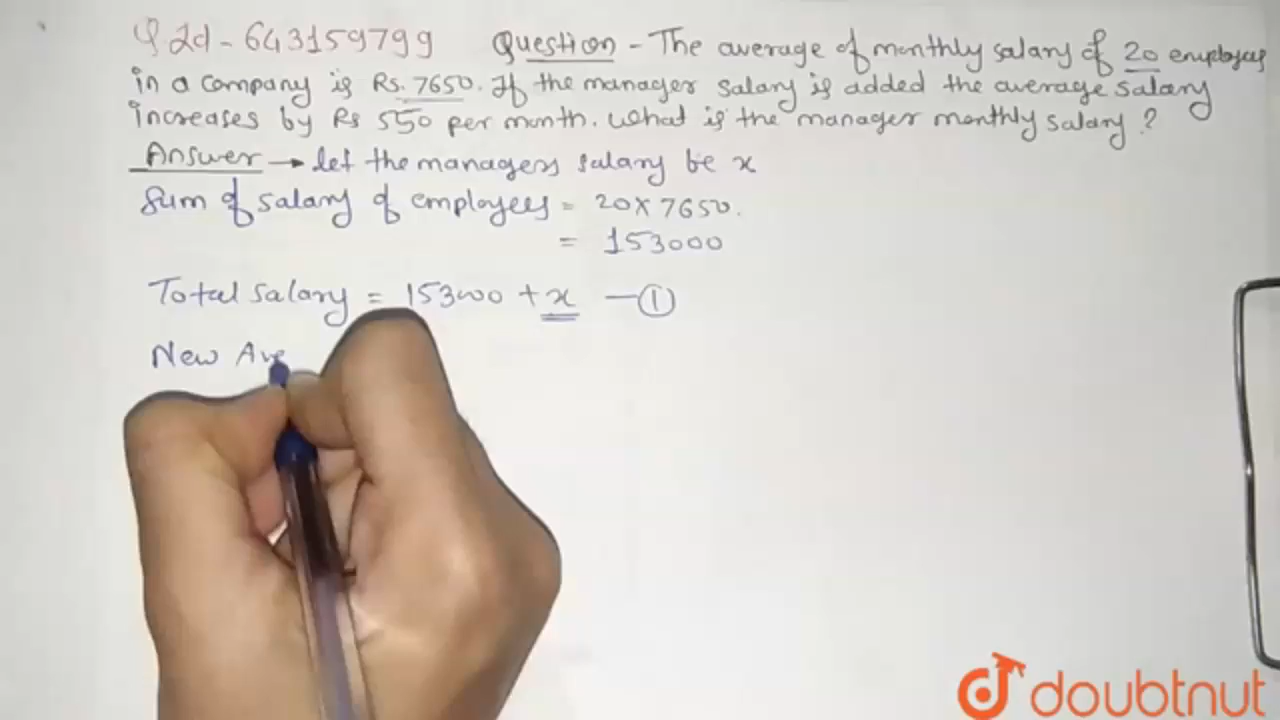 Q Id - 643159799 Question - The average of monthly salary of 20 employees
in a company is Rs. 7650. If the manager salary is added the average salary
increases by Rs 550 per month. What is the manager monthly salary ?
Answer → let the managers salary be x
Sum of salary of employees = 20 X 7650.
= 153000
Total salary = 153000 + x — ①
New Ave
doubtnut